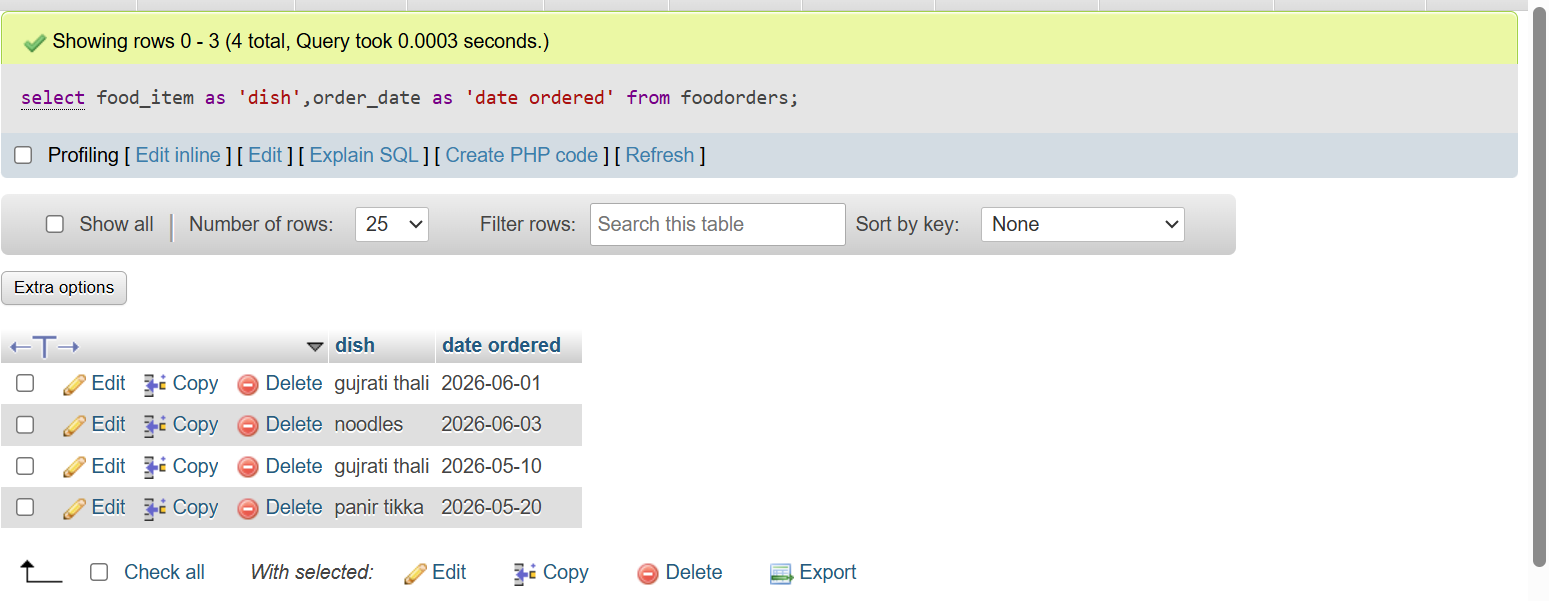 Showing rows 0 - 3 (4 total, Query took 0.0003 seconds.)
select food_item as 'dish',order_date as 'date ordered' from foodorders;
Profiling [ Edit inline ] [ Edit ] [ Explain SQL ] [ Create PHP code ] [ Refresh ]
Show all | Number of rows: 25 Filter rows: Search this table Sort by key: None
Extra options
dish date ordered
Edit Copy Delete gujrati thali 2026-06-01
Edit Copy Delete noodles 2026-06-03
Edit Copy Delete gujrati thali 2026-05-10
Edit Copy Delete panir tikka 2026-05-20
Check all With selected: Edit Copy Delete Export